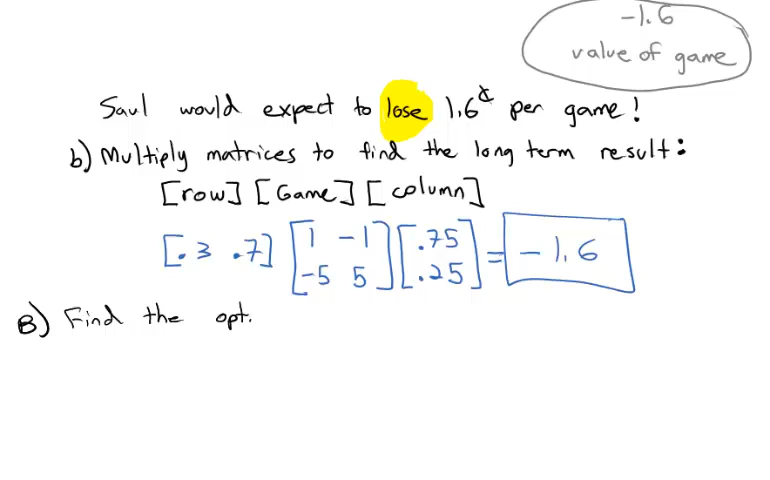 -1.6
value of game
Saul would expect to lose 1.6¢ per game!
b) Multiply matrices to find the long term result:
[row] [Game] [column]
[.3 .7] [1 -1 -5 5] [.75 .25] = -1.6
B) Find the opt.